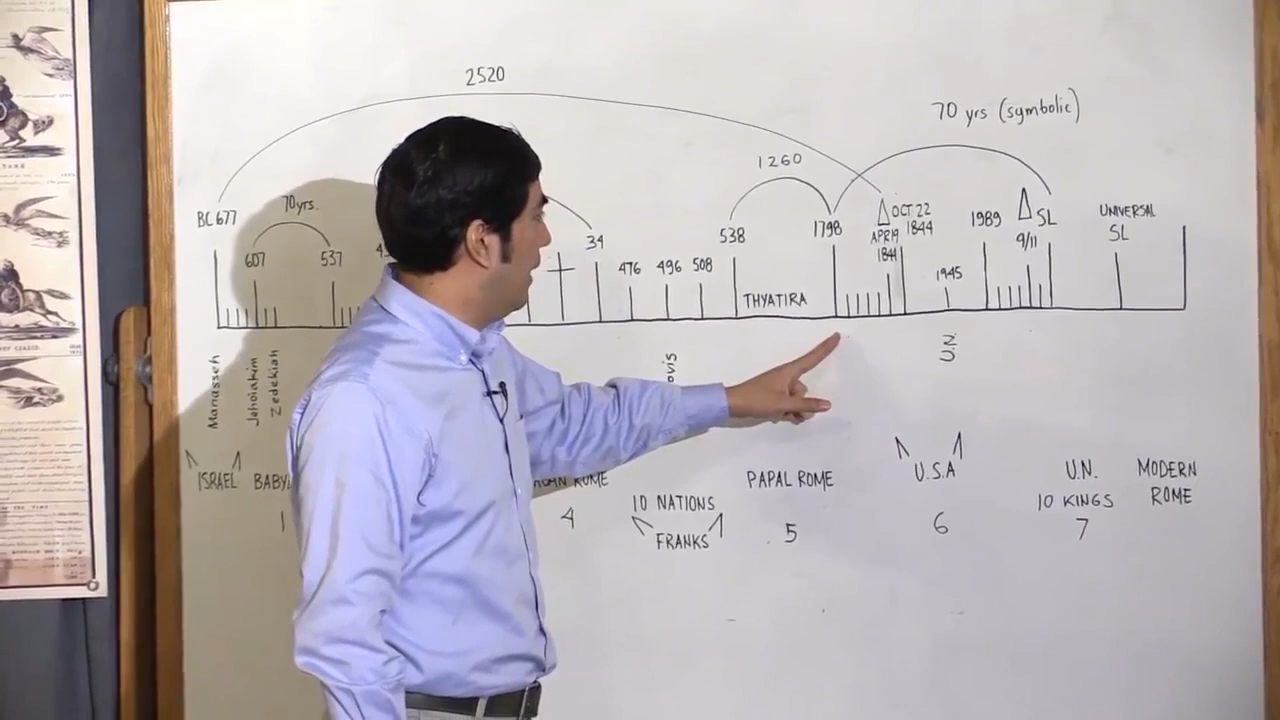 2520
70 yrs (symbolic)
1260
BC 677
70yrs.
607
537
34
476
496
508
538
1798
Δ OCT. 22
1844
APR 19
1844
1945
1989
Δ SL
9/11
UNIVERSAL
SL
THYATIRA
Manasseh
Jehoiakim
Zedekiah
ISRAEL
1
4
10 NATIONS
FRANKS
PAPAL ROME
5
U.S.A
6
U.N.
10 KINGS
7
MODERN
ROME